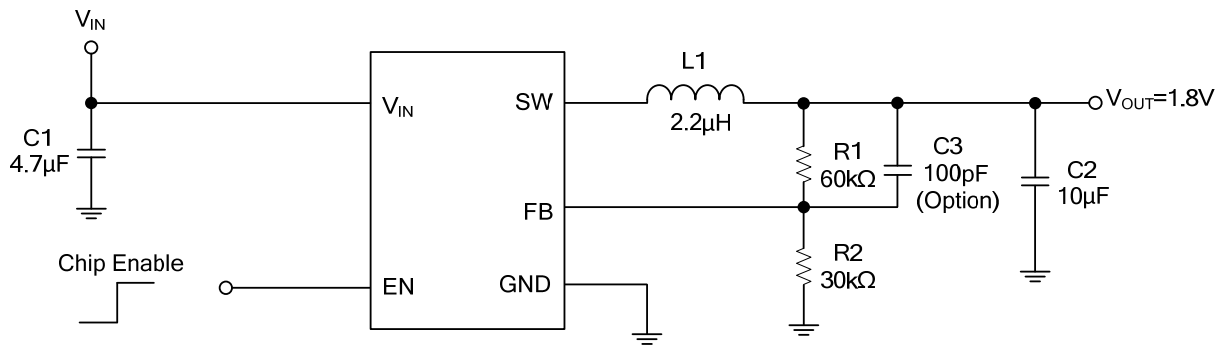 VIN
C1
4.7µF
Chip Enable
VIN
EN
SW
FB
GND
L1
2.2µH
R1
60kΩ
C3
100pF
(Option)
R2
30kΩ
C2
10µF
VOUT=1.8V